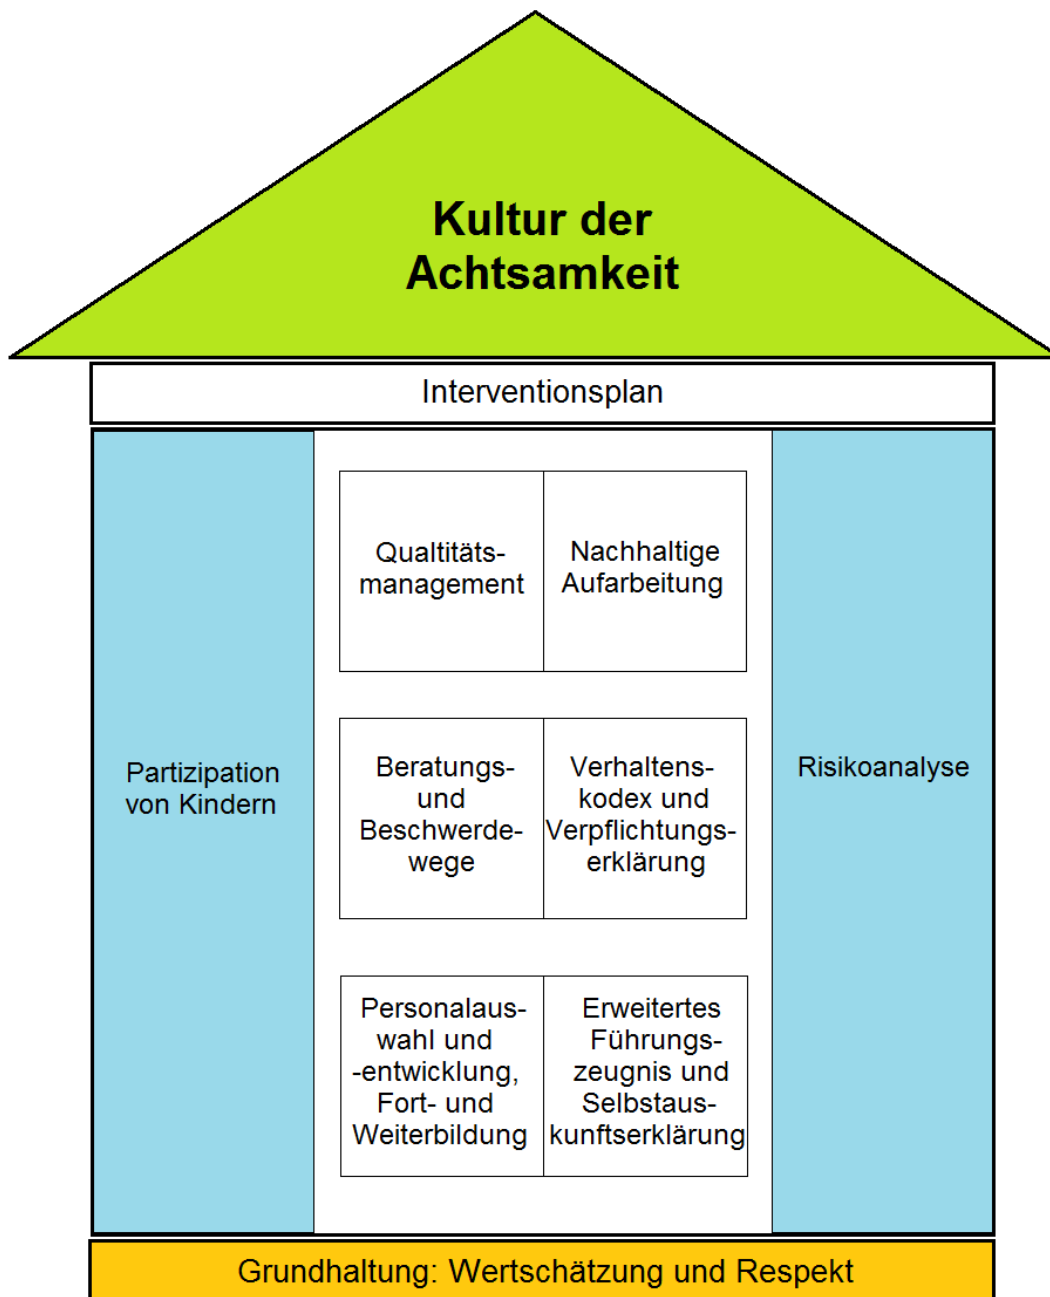 Kultur der
Achtsamkeit
Interventionsplan
Qualtitäts-
management
Nachhaltige
Aufarbeitung
Partizipation
von Kindern
Beratungs-
und
Beschwerde-
wege
Verhaltens-
kodex und
Verpflichtungs-
erklärung
Risikoanalyse
Personalaus-
wahl und
-entwicklung,
Fort- und
Weiterbildung
Erweitertes
Führungs-
zeugnis und
Selbstaus-
kunftserklärung
Grundhaltung: Wertschätzung und Respekt